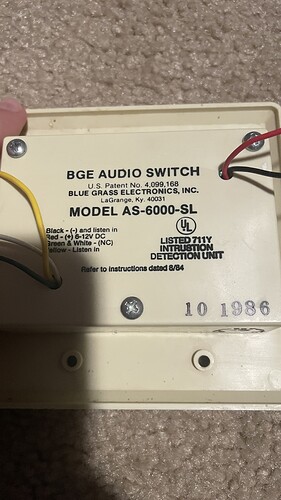 BGE AUDIO SWITCH
U.S. Patent No. 4,099,168
BLUE GRASS ELECTRONICS, INC.
LaGrange, Ky. 40031
MODEL AS-6000-SL
Black - (-) and listen in
Red - (+) 6-12V DC
Green & White - (NC)
Yellow - Listen in
UL
LISTED 711Y
INTRUSTION
DETECTION UNIT
Refer to instructions dated 8/84
10 1986